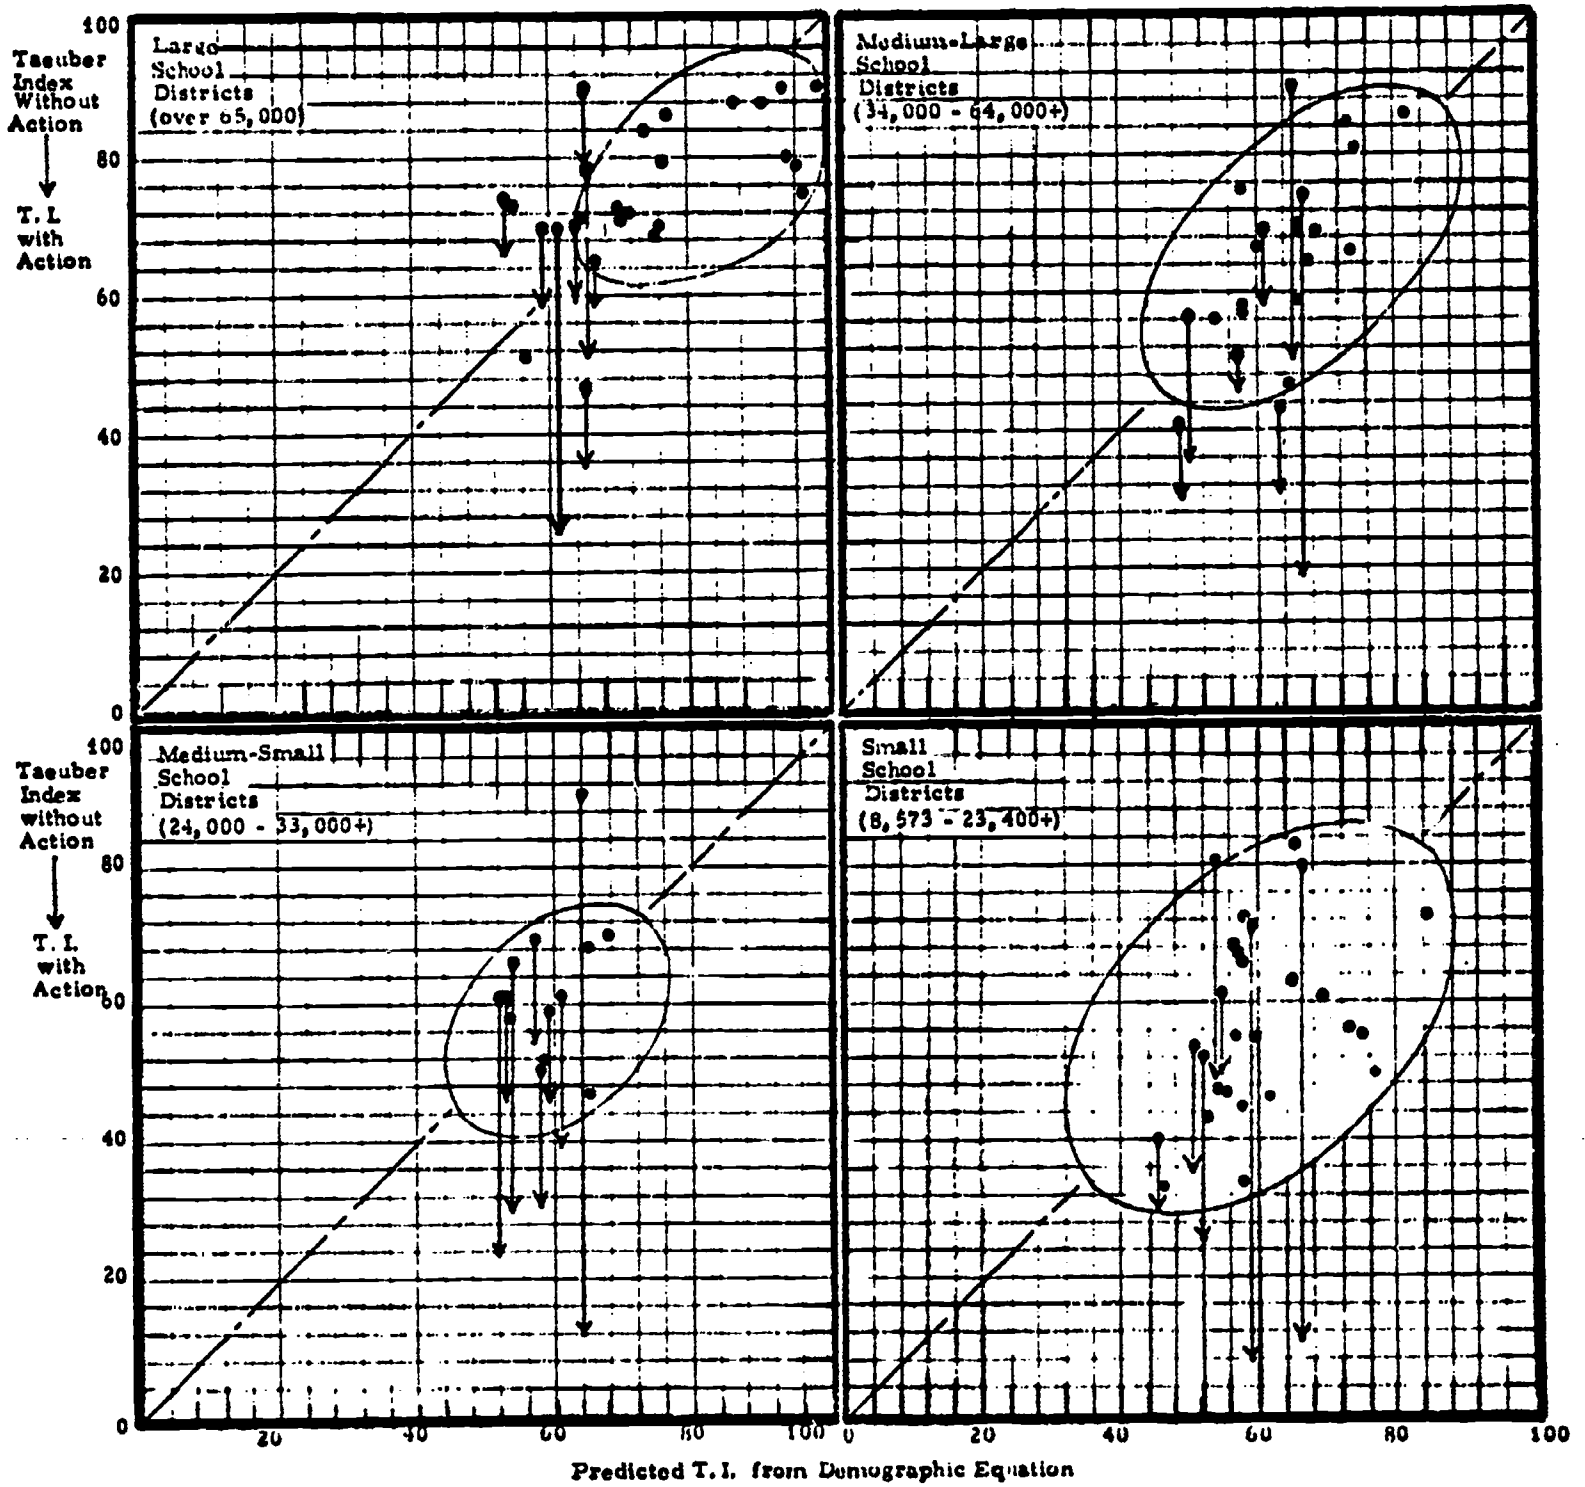 100
Taeuber
Index
Without
Action
80
T. I.
with
Action
60
40
20
0
Large
School
Districts
(over 65,000)
Medium-Large
School
Districts
(34,000 - 64,000+)
100
Taeuber
Index
without
Action
80
T. I.
with
Action
60
40
20
0
Medium-Small
School
Districts
(24,000 - 33,000+)
Small
School
Districts
(8,573 - 23,400+)
20 40 60 80 100 0 20 40 60 80 100
Predicted T. I. from Demographic Equation